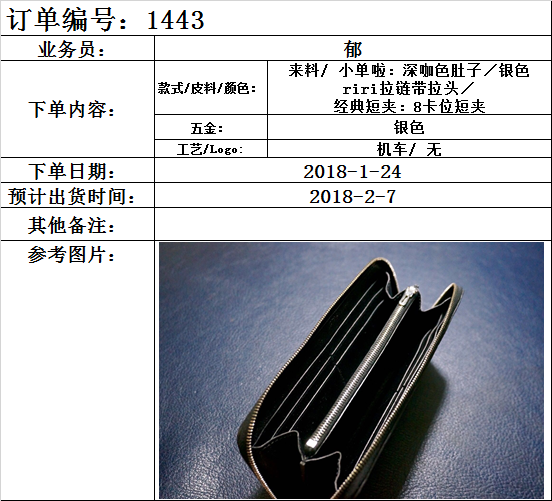 订单编号：1443
业务员：
郁
下单内容：
款式/皮料/颜色：
来料/ 小单啦：深咖色肚子／银色
riri拉链带拉头／
经典短夹：8卡位短夹
五金：
银色
工艺/Logo：
机车/ 无
下单日期：
2018-1-24
预计出货时间：
2018-2-7
其他备注：
参考图片：